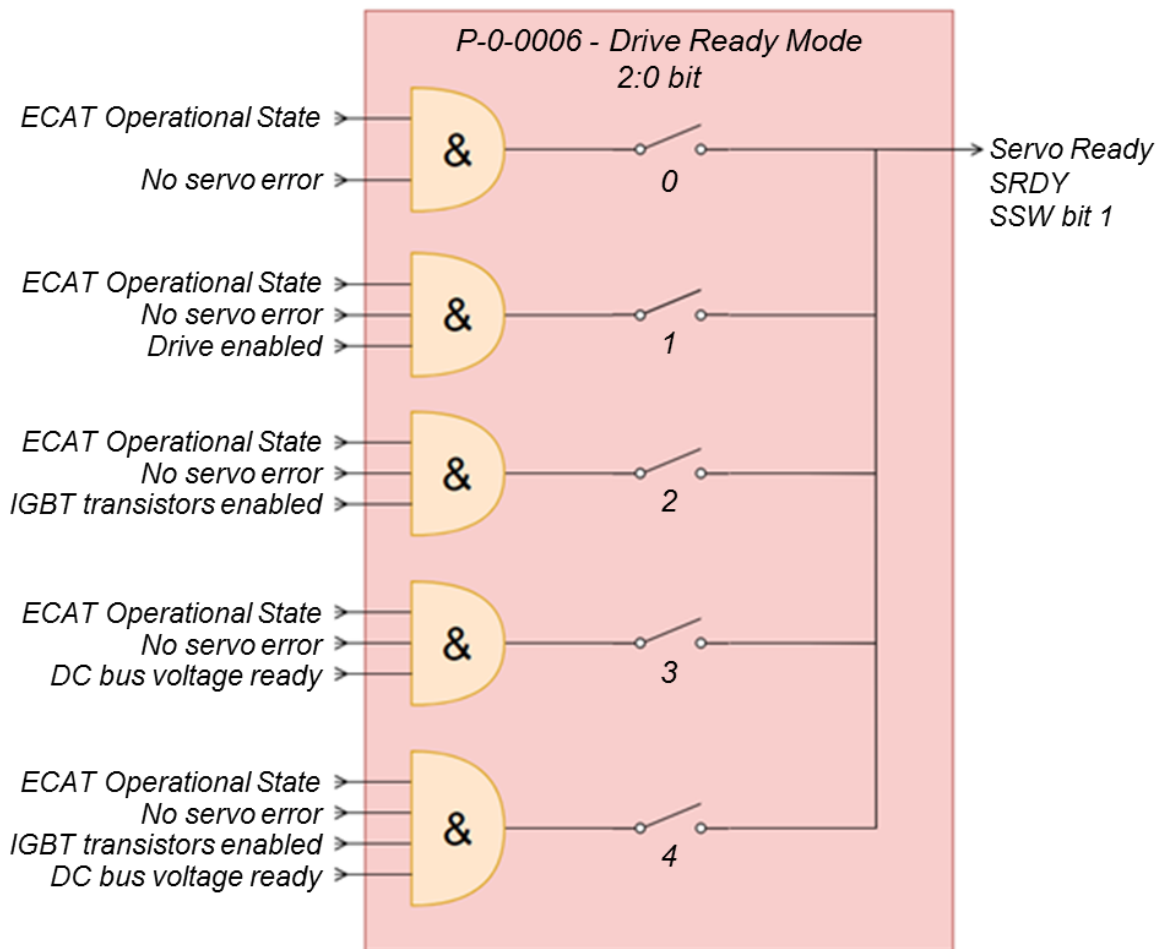 P-0-0006 - Drive Ready Mode
2:0 bit
ECAT Operational State
No servo error
&
0
Servo Ready
SRDY
SSW bit 1
ECAT Operational State
No servo error
Drive enabled
&
1
ECAT Operational State
No servo error
IGBT transistors enabled
&
2
ECAT Operational State
No servo error
DC bus voltage ready
&
3
ECAT Operational State
No servo error
IGBT transistors enabled
DC bus voltage ready
&
4